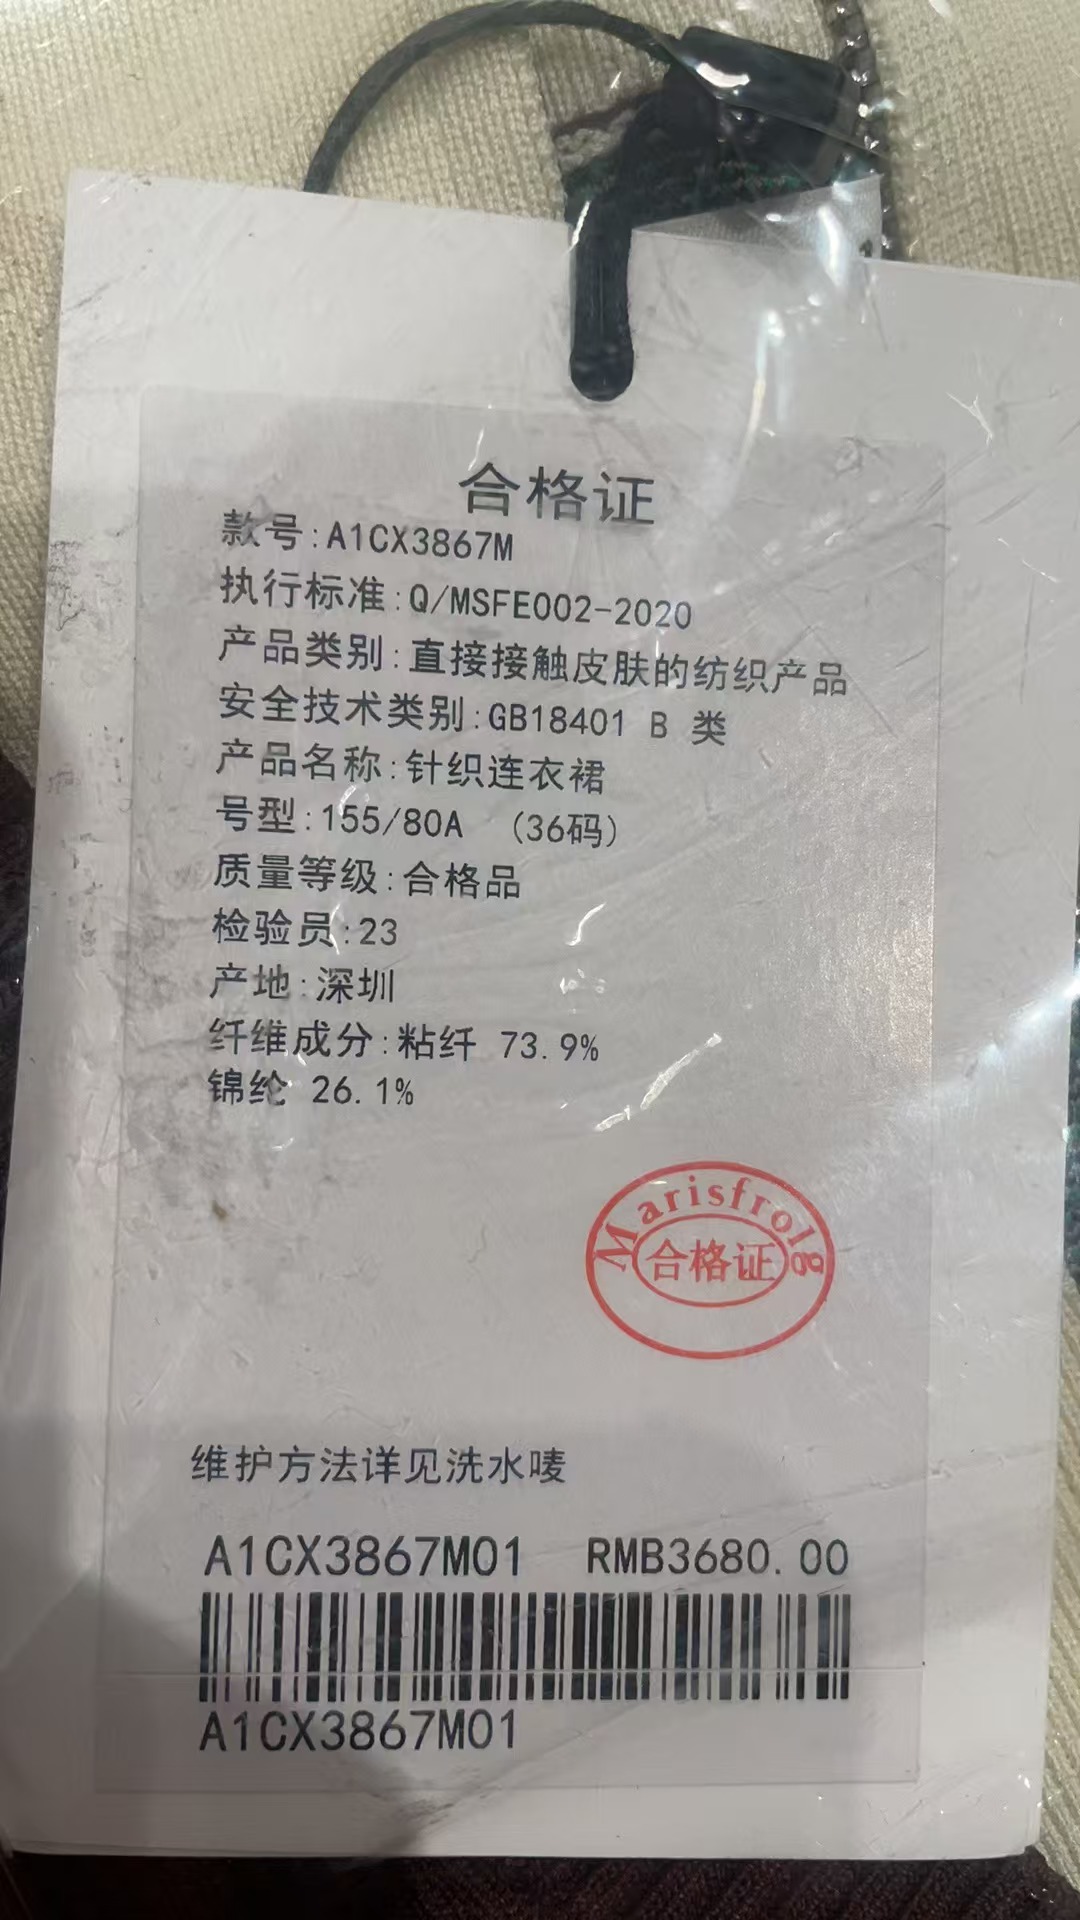 合格证
款号:A1CX3867M
执行标准:Q/MSFE002-2020
产品类别:直接接触皮肤的纺织产品
安全技术类别:GB18401 B 类
产品名称:针织连衣裙
号型:155/80A (36码)
质量等级:合格品
检验员:23
产地:深圳
纤维成分:粘纤 73.9%
锦纶 26.1%
Marisfrolg
合格证
维护方法详见洗水唛
A1CX3867M01 RMB3680.00
A1CX3867M01